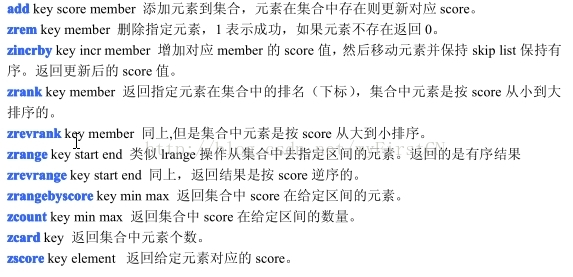 add key score member 添加元素到集合，元素在集合中存在则更新对应 score。
zrem key member 删除指定元素，1 表示成功，如果元素不存在返回 0。
zincrby key incr member 增加对应 member 的 score 值，然后移动元素并保持 skip list 保持有
序。返回更新后的 score 值。
zrank key member 返回指定元素在集合中的排名（下标），集合中元素是按 score 从小到大
排序的。
zrevrank key member 同上,但是集合中元素是按 score 从大到小排序。
zrange key start end 类似 lrange 操作从集合中去指定区间的元素。返回的是有序结果
zrevrange key start end 同上，返回结果是按 score 逆序的。
zrangebyscore key min max 返回集合中 score 在给定区间的元素。
zcount key min max 返回集合中 score 在给定区间的数量。
zcard key 返回集合中元素个数。
zscore key element 返回给定元素对应的 score。